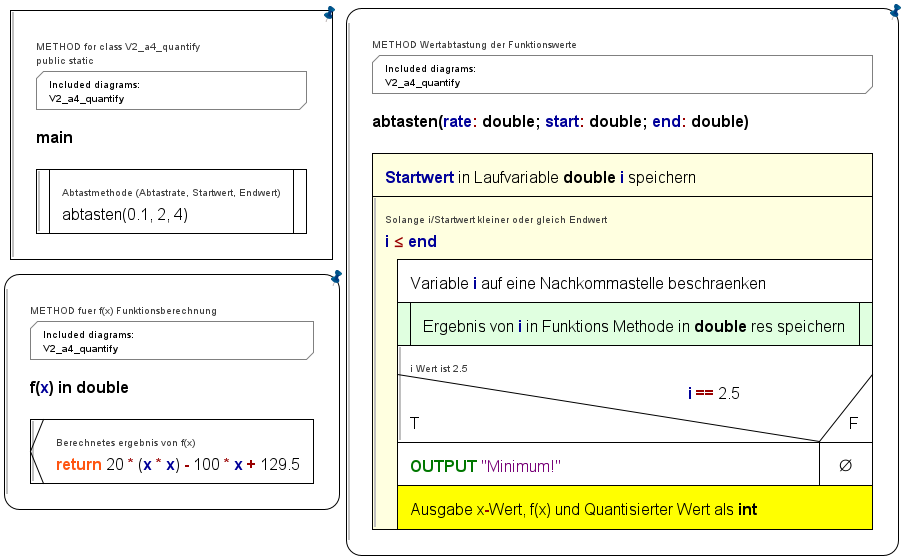 METHOD for class V2_a4_quantify
public static
Included diagrams:
V2_a4_quantify
main
Abtastmethode (Abtastrate, Startwert, Endwert)
abtasten(0.1, 2, 4)
METHOD fuer f(x) Funktionsberechnung
Included diagrams:
V2_a4_quantify
f(x) in double
Berechnetes ergebnis von f(x)
return 20 * (x * x) - 100 * x + 129.5
METHOD Wertabtastung der Funktionswerte
Included diagrams:
V2_a4_quantify
abtasten(rate: double; start: double; end: double)
Startwert in Laufvariable double i speichern
Solange i/Startwert kleiner oder gleich Endwert
i ≤ end
Variable i auf eine Nachkommastelle beschraenken
Ergebnis von i in Funktions Methode in double res speichern
i Wert ist 2.5
i == 2.5
T F
OUTPUT "Minimum!" ∅
Ausgabe x-Wert, f(x) und Quantisierter Wert als int